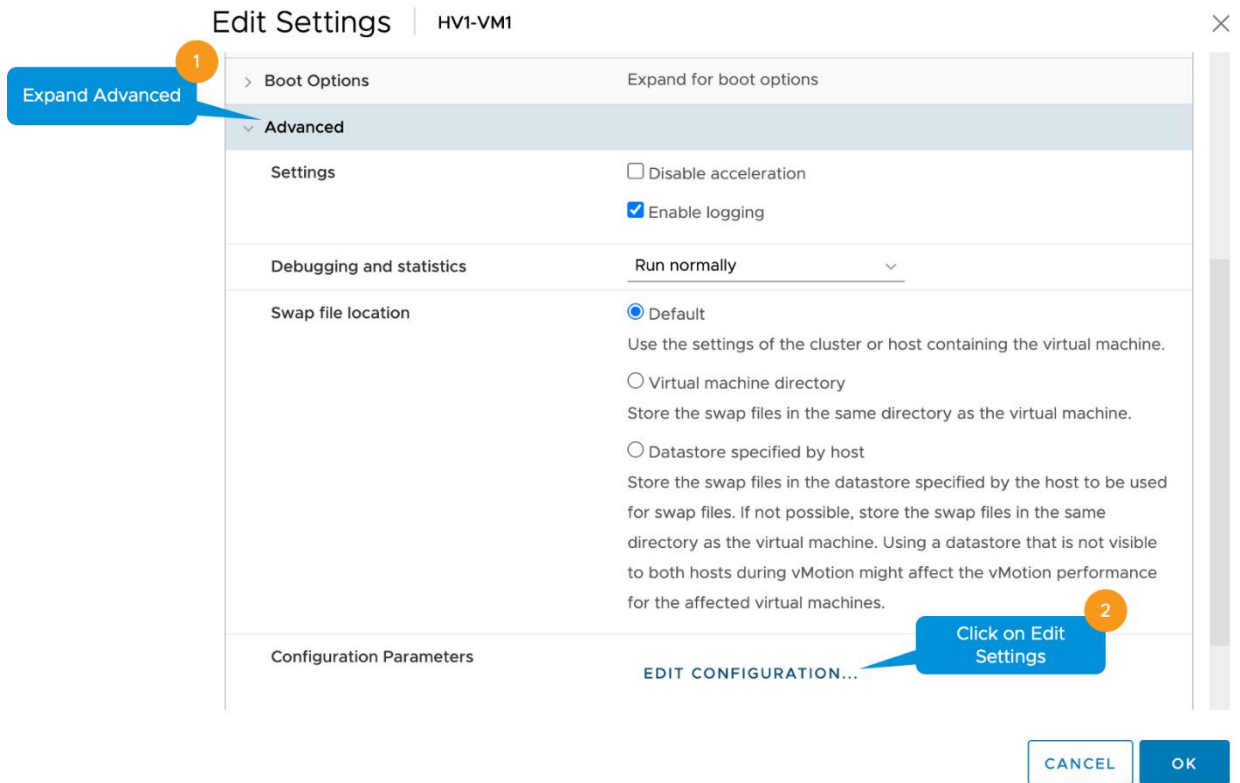 Edit Settings HV1-VM1
1
Expand Advanced
Boot Options Expand for boot options
Advanced
Settings Disable acceleration
Enable logging
Debugging and statistics Run normally
Swap file location Default
Use the settings of the cluster or host containing the virtual machine.
Virtual machine directory
Store the swap files in the same directory as the virtual machine.
Datastore specified by host
Store the swap files in the datastore specified by the host to be used
for swap files. If not possible, store the swap files in the same
directory as the virtual machine. Using a datastore that is not visible
to both hosts during vMotion might affect the vMotion performance
for the affected virtual machines.
2
Click on Edit
Settings
Configuration Parameters EDIT CONFIGURATION...
CANCEL OK